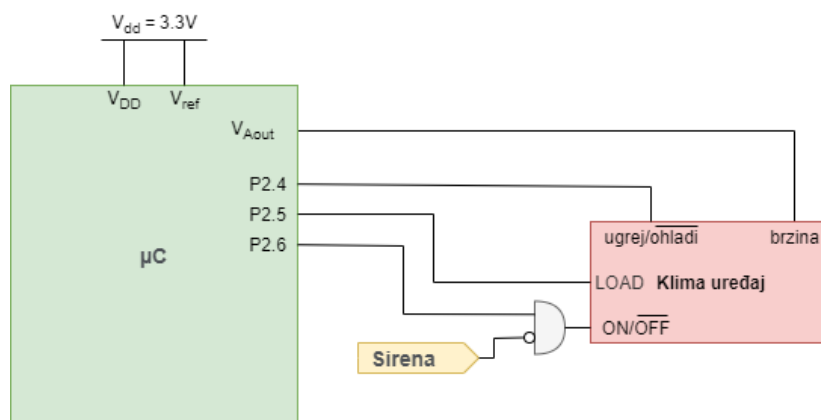 Vdd = 3.3V
VDD Vref
VAout
P2.4
P2.5
P2.6
µC
ugrej/ohladi brzina
LOAD Klima uređaj
ON/OFF
Sirena